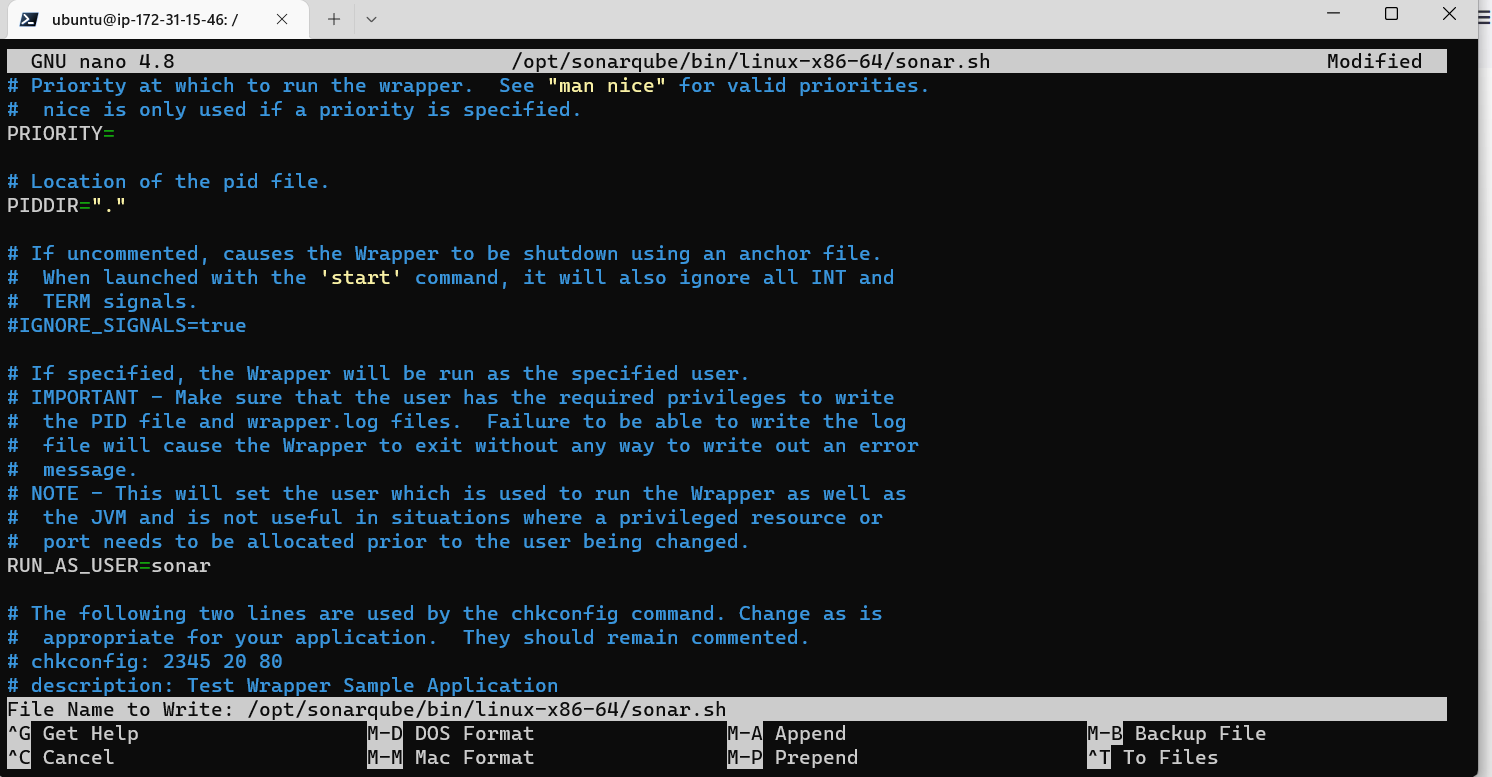 ubuntu@ip-172-31-15-46: /
GNU nano 4.8 /opt/sonarqube/bin/linux-x86-64/sonar.sh Modified
# Priority at which to run the wrapper.  See "man nice" for valid priorities.
#  nice is only used if a priority is specified.
PRIORITY=
# Location of the pid file.
PIDDIR="."
# If uncommented, causes the Wrapper to be shutdown using an anchor file.
#  When launched with the 'start' command, it will also ignore all INT and
#  TERM signals.
#IGNORE_SIGNALS=true
# If specified, the Wrapper will be run as the specified user.
# IMPORTANT - Make sure that the user has the required privileges to write
#  the PID file and wrapper.log files.  Failure to be able to write the log
#  file will cause the Wrapper to exit without any way to write out an error
#  message.
# NOTE - This will set the user which is used to run the Wrapper as well as
#  the JVM and is not useful in situations where a privileged resource or
#  port needs to be allocated prior to the user being changed.
RUN_AS_USER=sonar
# The following two lines are used by the chkconfig command. Change as is
#  appropriate for your application.  They should remain commented.
# chkconfig: 2345 20 80
# description: Test Wrapper Sample Application
File Name to Write: /opt/sonarqube/bin/linux-x86-64/sonar.sh
^G Get Help M-D DOS Format M-A Append M-B Backup File
^C Cancel M-M Mac Format M-P Prepend ^T To Files